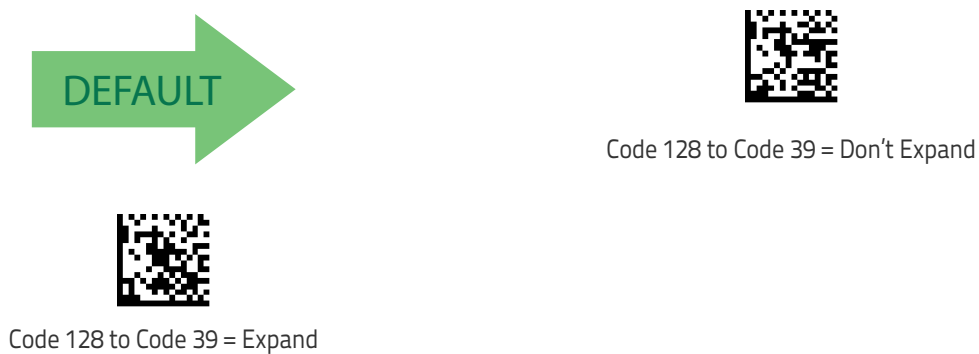 DEFAULT
Code 128 to Code 39 = Don’t Expand
Code 128 to Code 39 = Expand